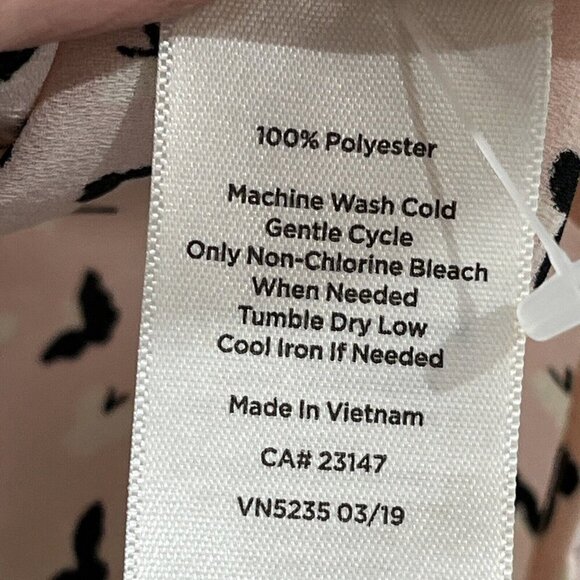 100% Polyester
Machine Wash Cold
Gentle Cycle
Only Non-Chlorine Bleach
When Needed
Tumble Dry Low
Cool Iron If Needed
Made In Vietnam
CA# 23147
VN5235 03/19